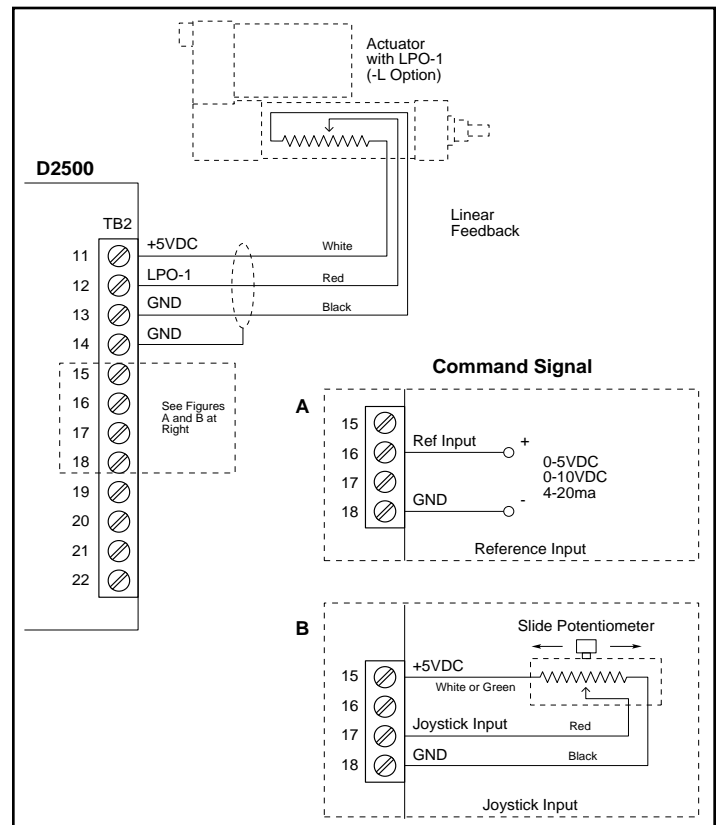 Actuator
with LPO-1
(-L Option)
D2500
TB2
Linear
Feedback
11 +5VDC White
12 LPO-1 Red
13 GND Black
14 GND
15
16
17
18
See Figures
A and B at
Right
19
20
21
22
Command Signal
A
15
16 Ref Input +
17
18 GND -
0-5VDC
0-10VDC
4-20ma
Reference Input
B
Slide Potentiometer
15 +5VDC
White or Green
16
17 Joystick Input Red
18 GND Black
Joystick Input